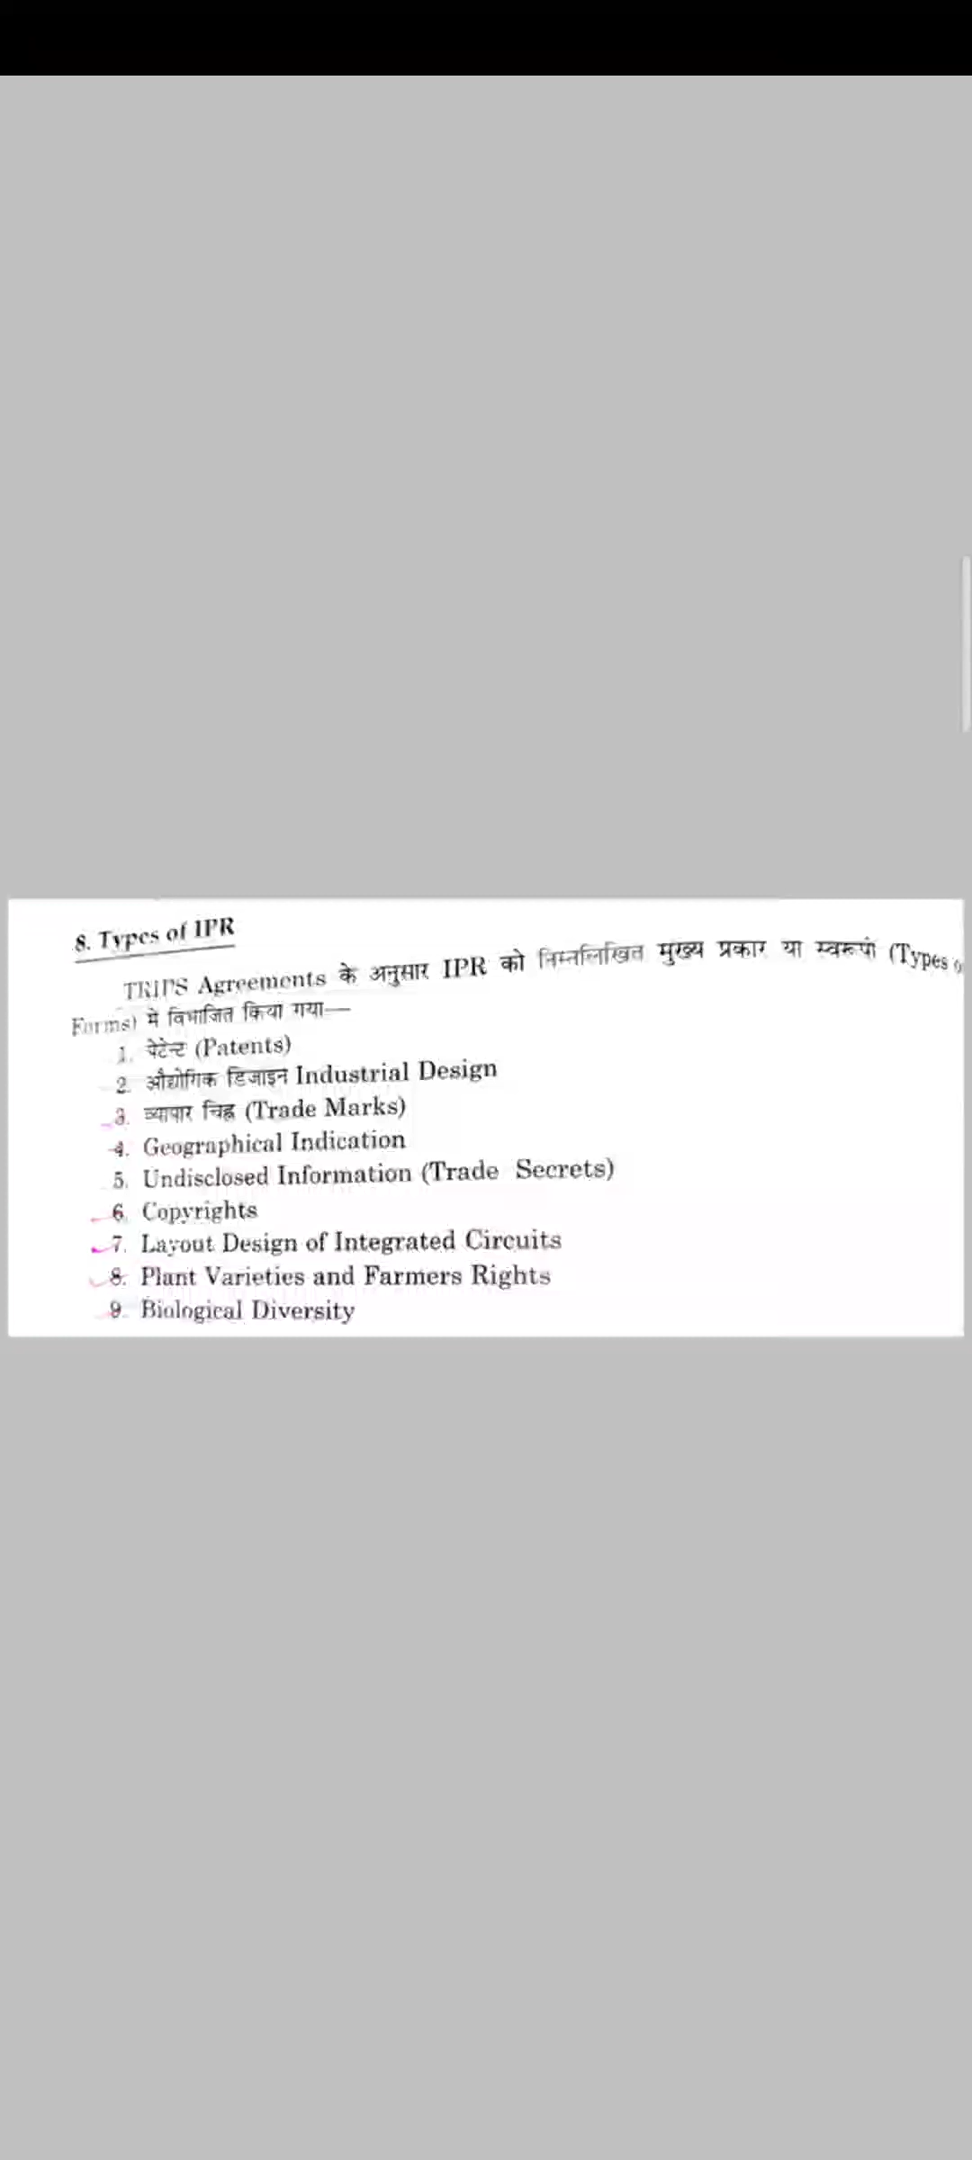 8. Types of IPR
TRIPS Agreements के अनुसार IPR को निम्नलिखित मुख्य प्रकार या स्वरूपों (Types
Forms) मे विभाजित किया गया—
1. पेटेन्ट (Patents)
2. औद्योगिक डिजाइन Industrial Design
3. व्यापार चिह्न (Trade Marks)
4. Geographical Indication
5. Undisclosed Information (Trade Secrets)
6. Copyrights
7. Layout Design of Integrated Circuits
8. Plant Varieties and Farmers Rights
9. Biological Diversity